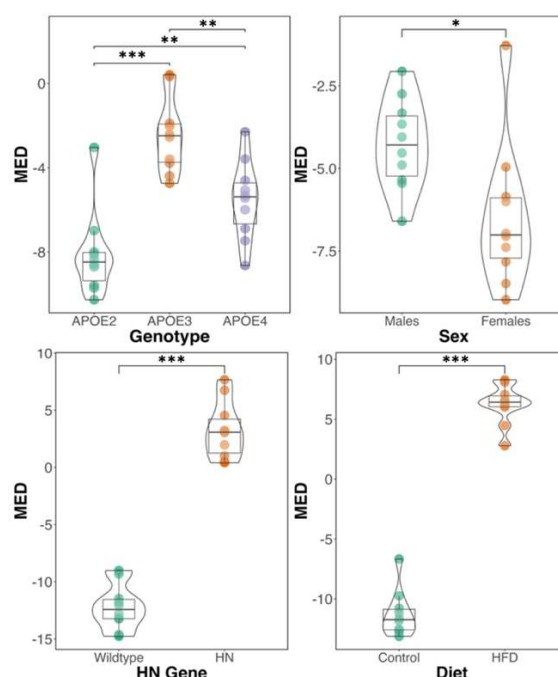 **
**
***
MED
0
-4
-8
APOE2 APOE3 APOE4
Genotype
*
MED
-2.5
-5.0
-7.5
Males Females
Sex
***
MED
10
5
0
-5
-10
-15
Wildtype HN
HN Gene
***
MED
10
5
0
-5
-10
Control HFD
Diet